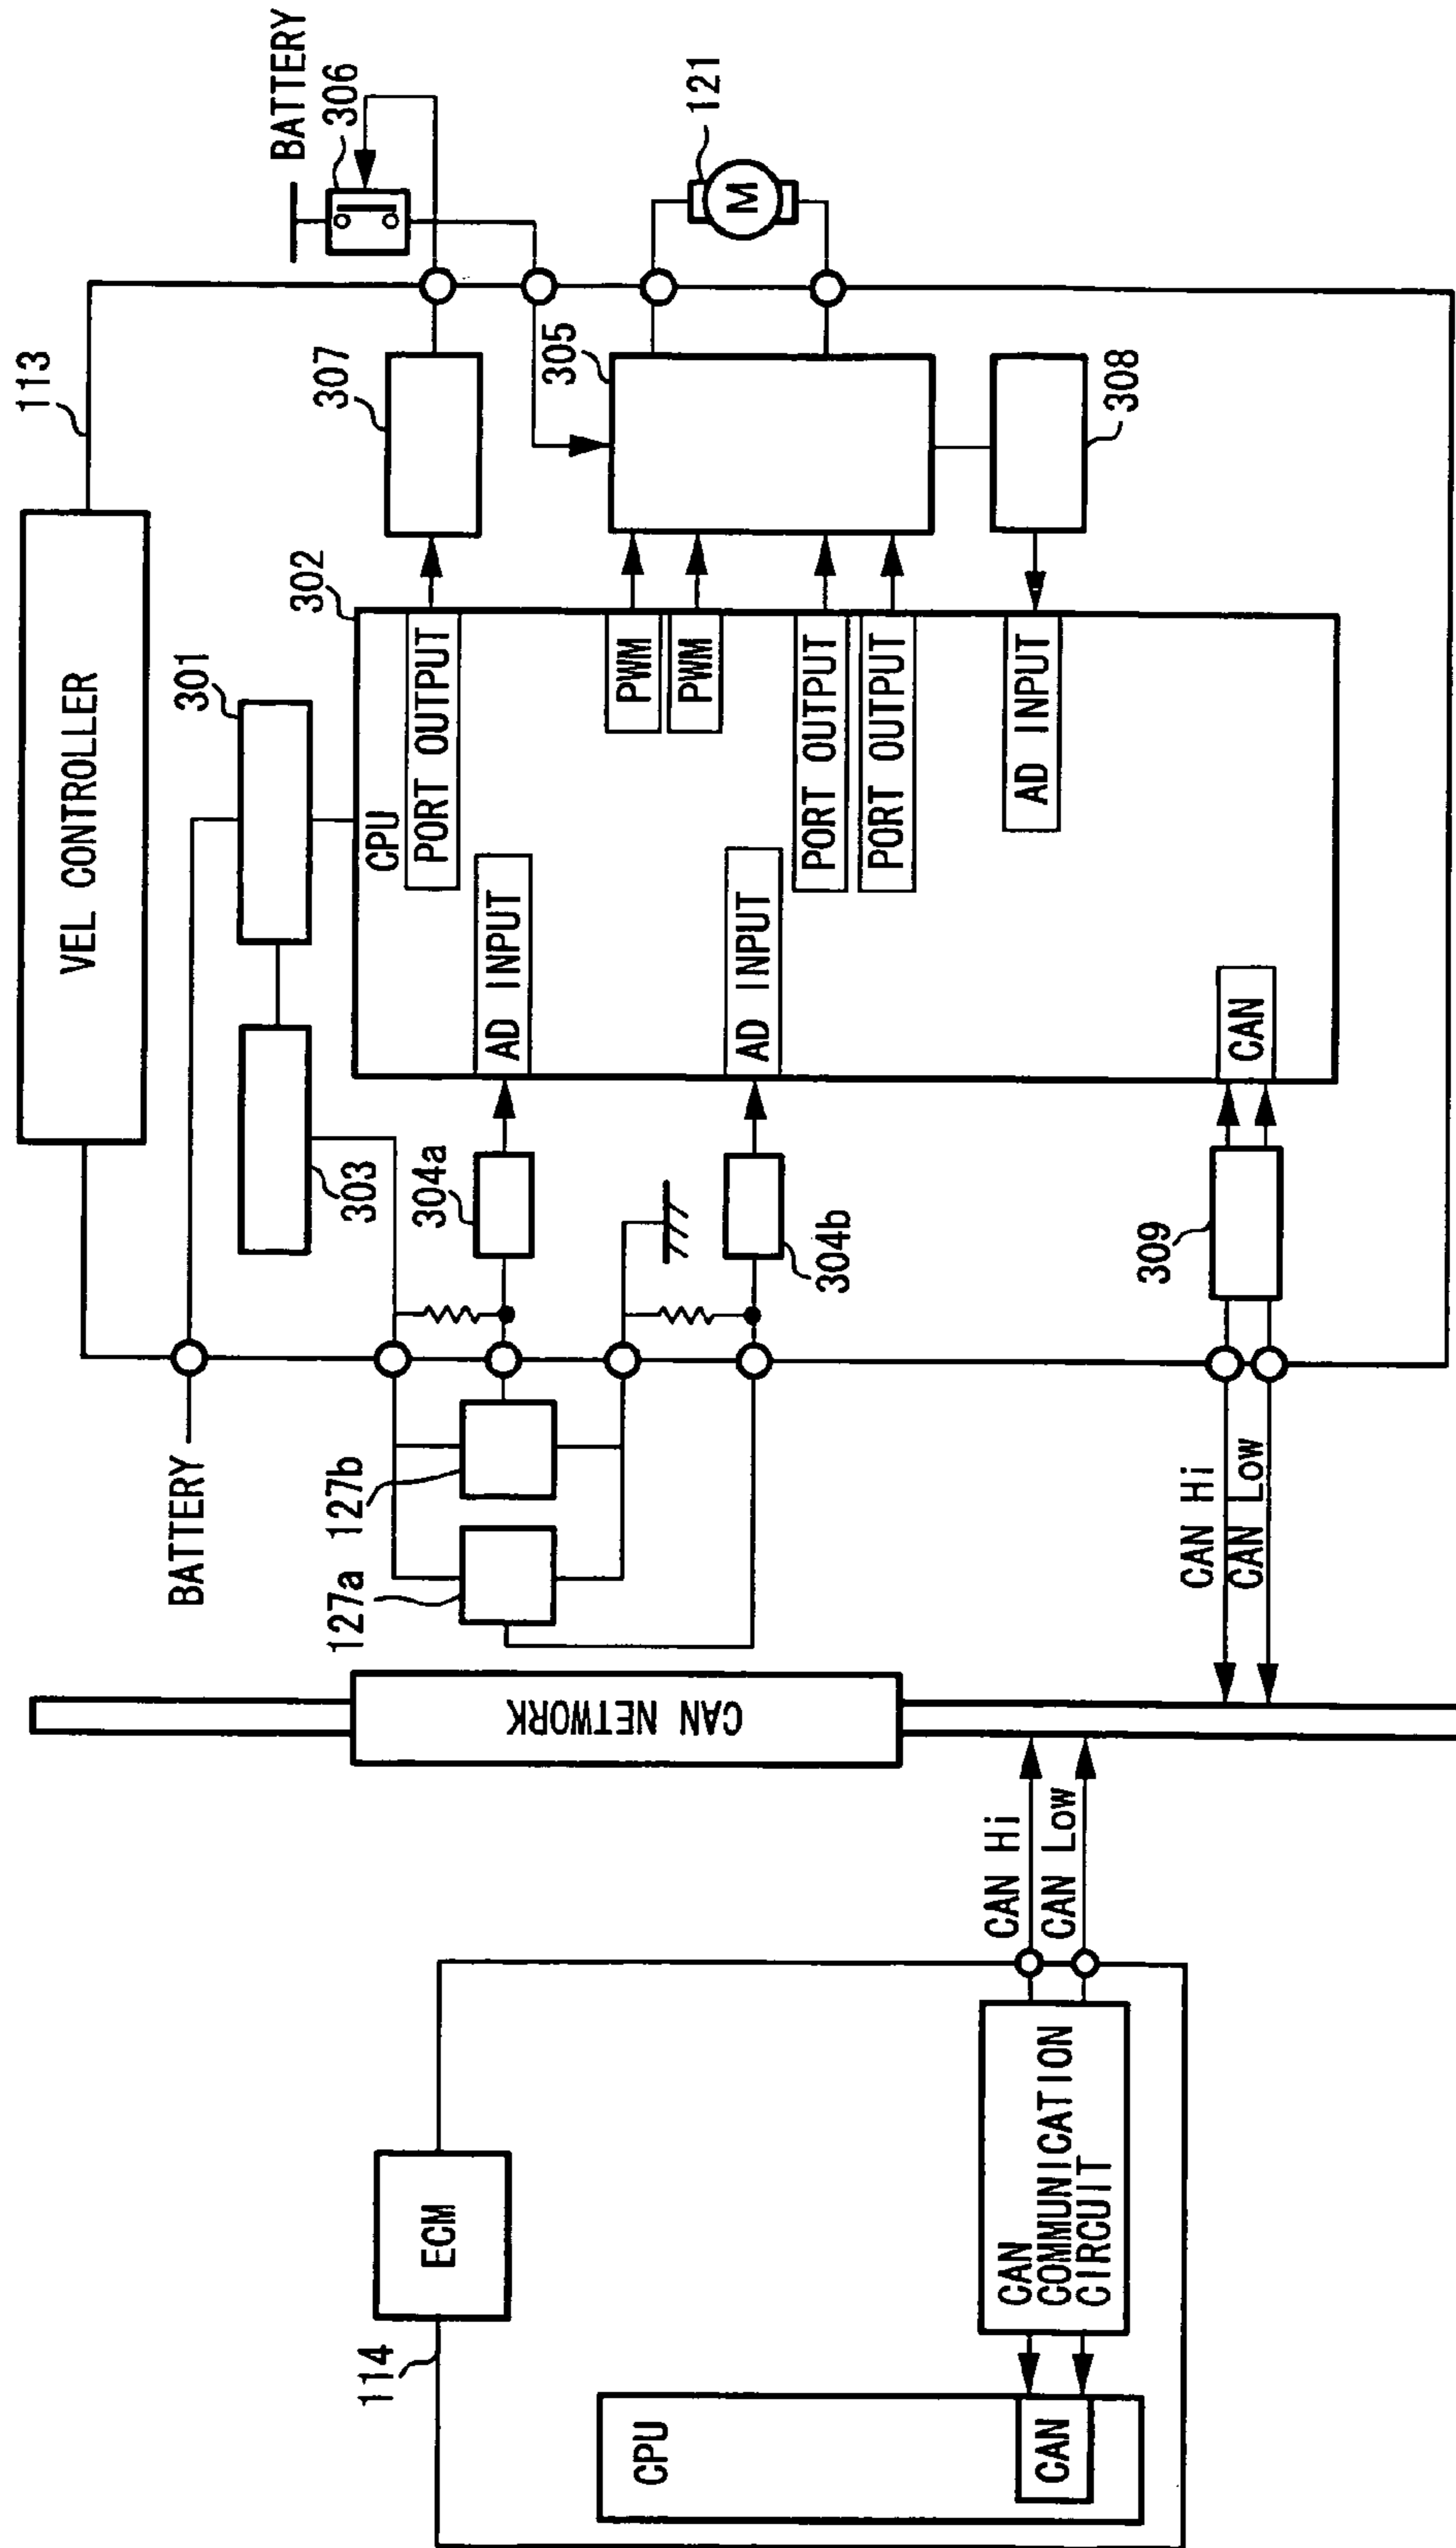 114
ECM
CPU
CAN
CAN
COMMUNICATION
CIRCUIT
CAN Hi
CAN Low
CAN NETWORK
VEL CONTROLLER
113
BATTERY
127a
127b
303
301
304a
304b
302
CPU
AD INPUT
AD INPUT
PORT OUTPUT
PWM
PWM
PORT OUTPUT
PORT OUTPUT
AD INPUT
CAN
309
CAN Hi
CAN Low
307
305
308
BATTERY
306
M
121